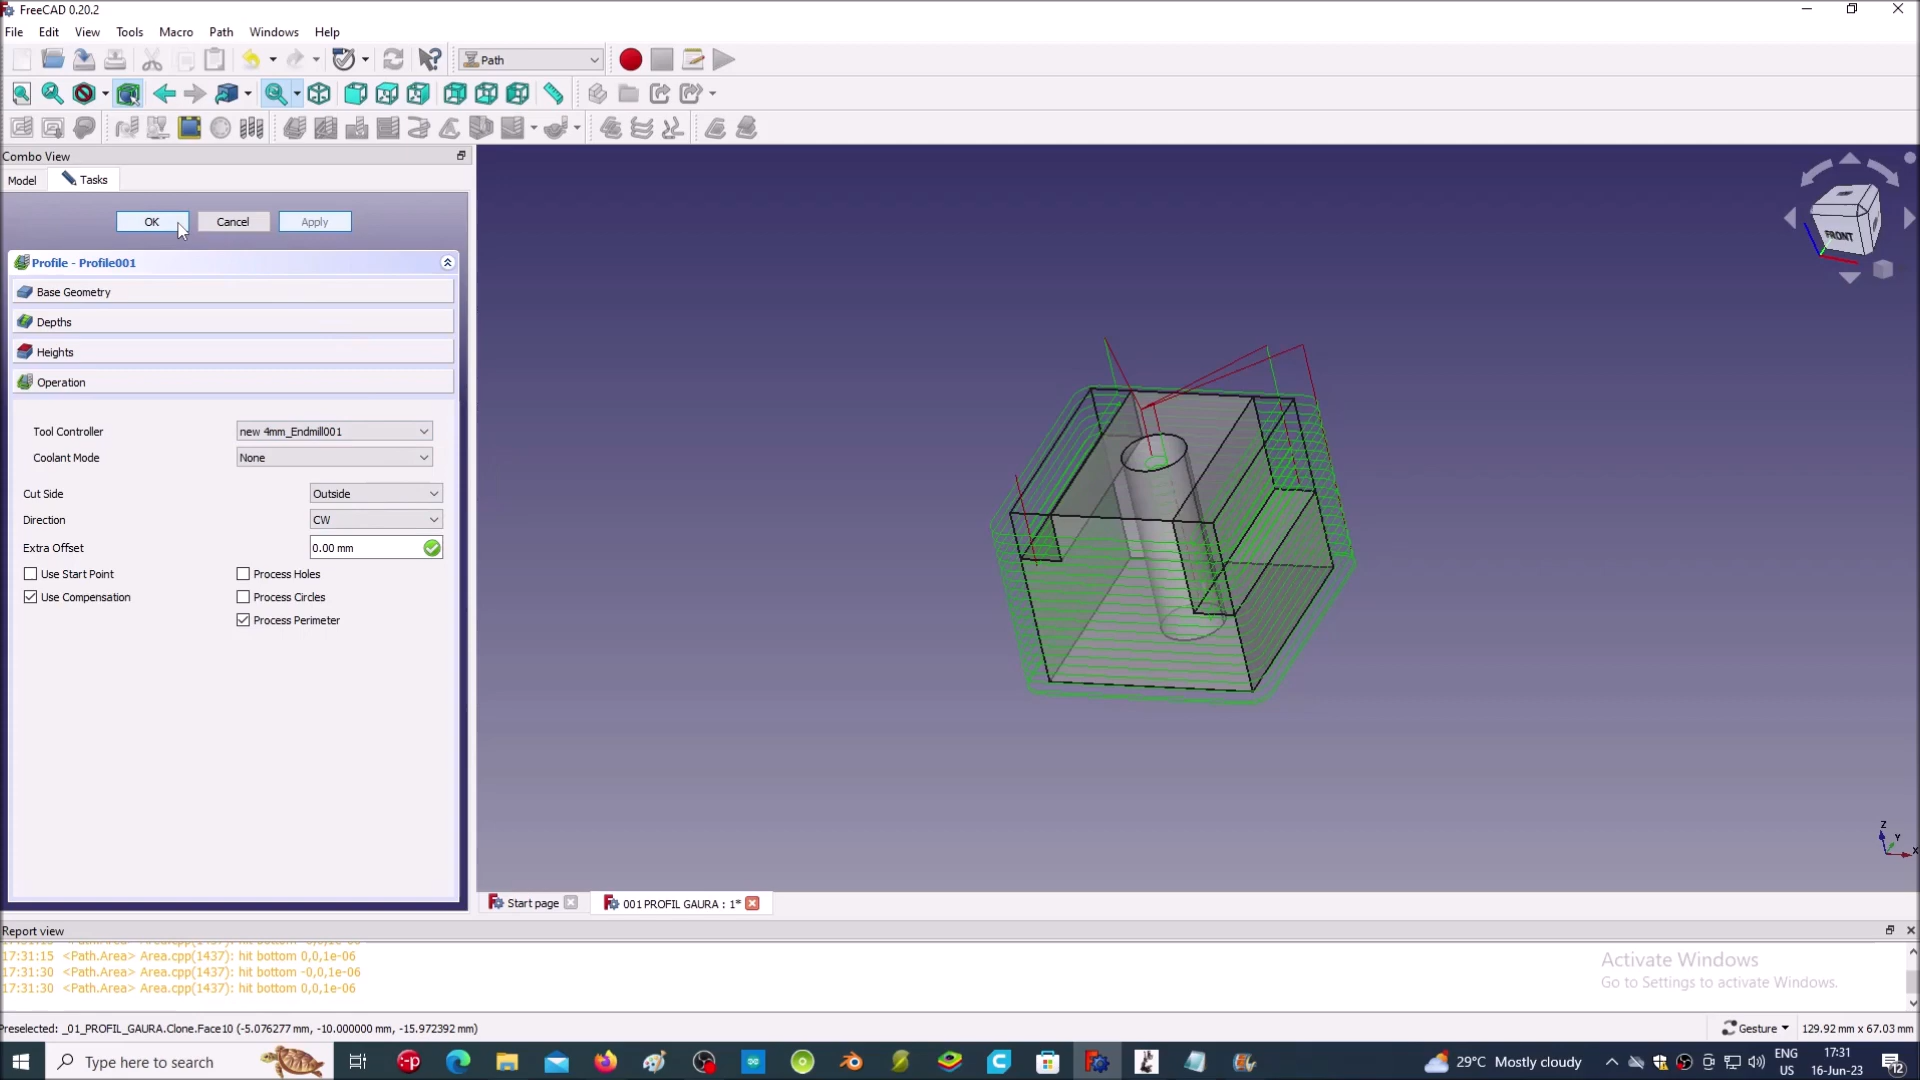 FreeCAD 0.20.2
File Edit View Tools Macro Path Windows Help
Path
Combo View
Model Tasks
OK Cancel Apply
Profile - Profile001
Base Geometry
Depths
Heights
Operation
Tool Controller new 4mm_Endmill001
Coolant Mode None
Cut Side Outside
Direction CW
Extra Offset 0.00 mm
Use Start Point Process Holes
Use Compensation Process Circles
Process Perimeter
FRONT
Z
Y
X
Start page 001 PROFIL GAURA : 1*
Report view
17:31:15 <Path.Area> Area.cpp(1437): hit bottom 0,0,1e-06
17:31:30 <Path.Area> Area.cpp(1437): hit bottom -0,0,1e-06
17:31:30 <Path.Area> Area.cpp(1437): hit bottom 0,0,1e-06
Activate Windows
Go to Settings to activate Windows.
Preselected: _01_PROFIL_GAURA.Clone.Face10 (-5.076277 mm, -10.000000 mm, -15.972392 mm)
Gesture 129.92 mm x 67.03 mm
Type here to search
29°C Mostly cloudy
ENG
US
17:31
16-Jun-23
12